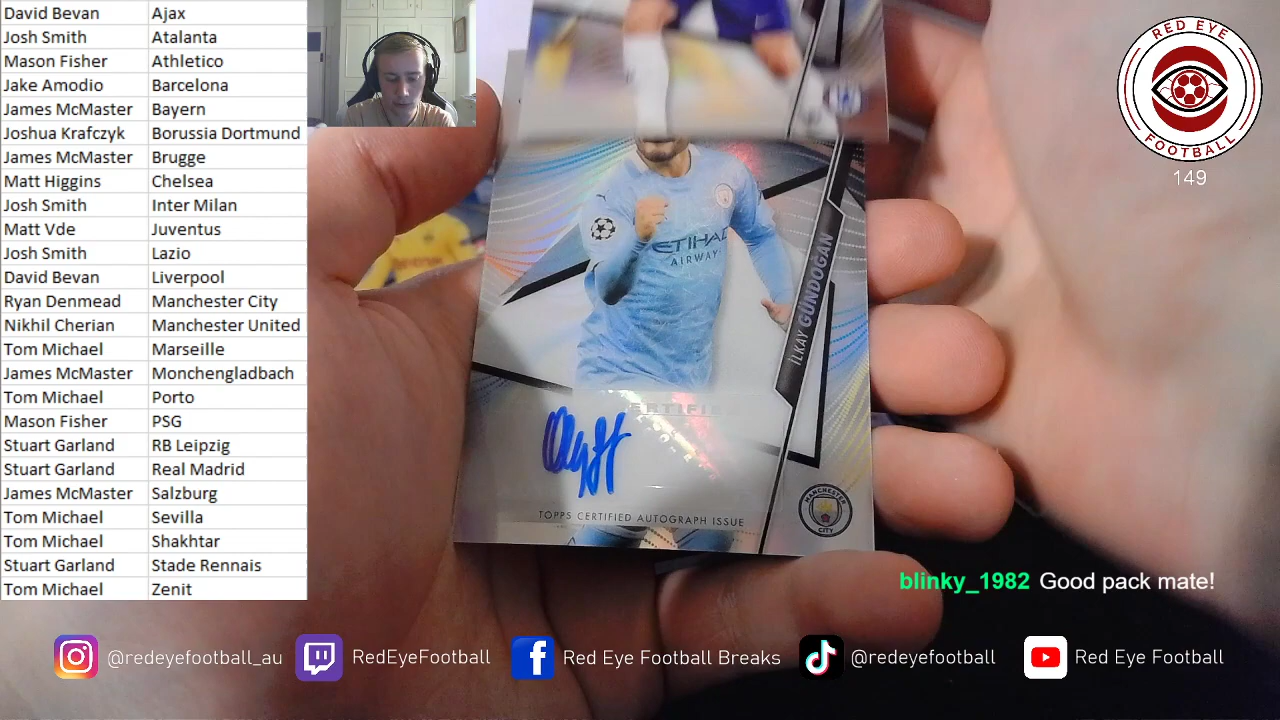 David Bevan Ajax
Josh Smith Atalanta
Mason Fisher Athletico
Jake Amodio Barcelona
James McMaster Bayern
Joshua Krafczyk Borussia Dortmund
James McMaster Brugge
Matt Higgins Chelsea
Josh Smith Inter Milan
Matt Vde Juventus
Josh Smith Lazio
David Bevan Liverpool
Ryan Denmead Manchester City
Nikhil Cherian Manchester United
Tom Michael Marseille
James McMaster Monchengladbach
Tom Michael Porto
Mason Fisher PSG
Stuart Garland RB Leipzig
Stuart Garland Real Madrid
James McMaster Salzburg
Tom Michael Sevilla
Tom Michael Shakhtar
Stuart Garland Stade Rennais
Tom Michael Zenit
RED EYE
FOOTBALL
149
ETIHAD
AIRWAY
İLKAY GÜNDOĞAN
TOPPS CERTIFIED AUTOGRAPH ISSUE
MANCHESTER
CITY
blinky_1982 Good pack mate!
@redeyefootball_au
RedEyeFootball
Red Eye Football Breaks
@redeyefootball
Red Eye Football